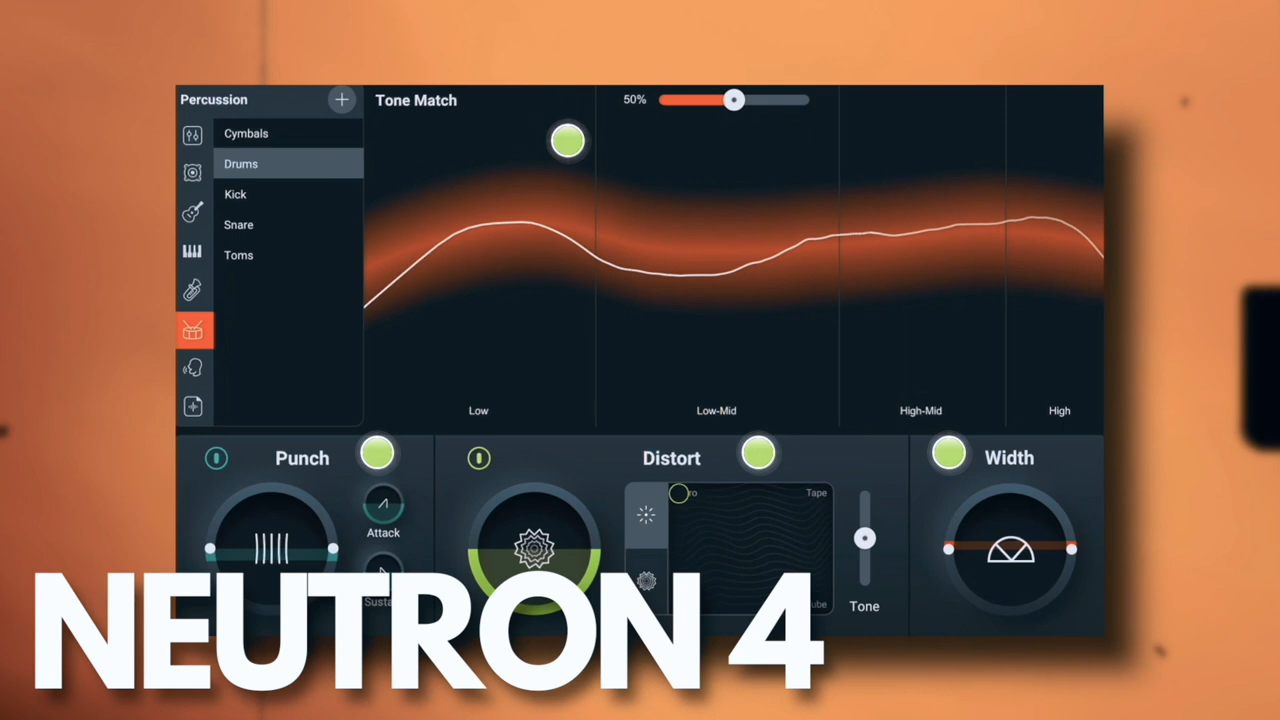 Percussion
Tone Match
50%
Cymbals
Drums
Kick
Snare
Toms
Low
Low-Mid
High-Mid
High
Punch
Distort
Width
Tape
Attack
Tone
NEUTRON 4